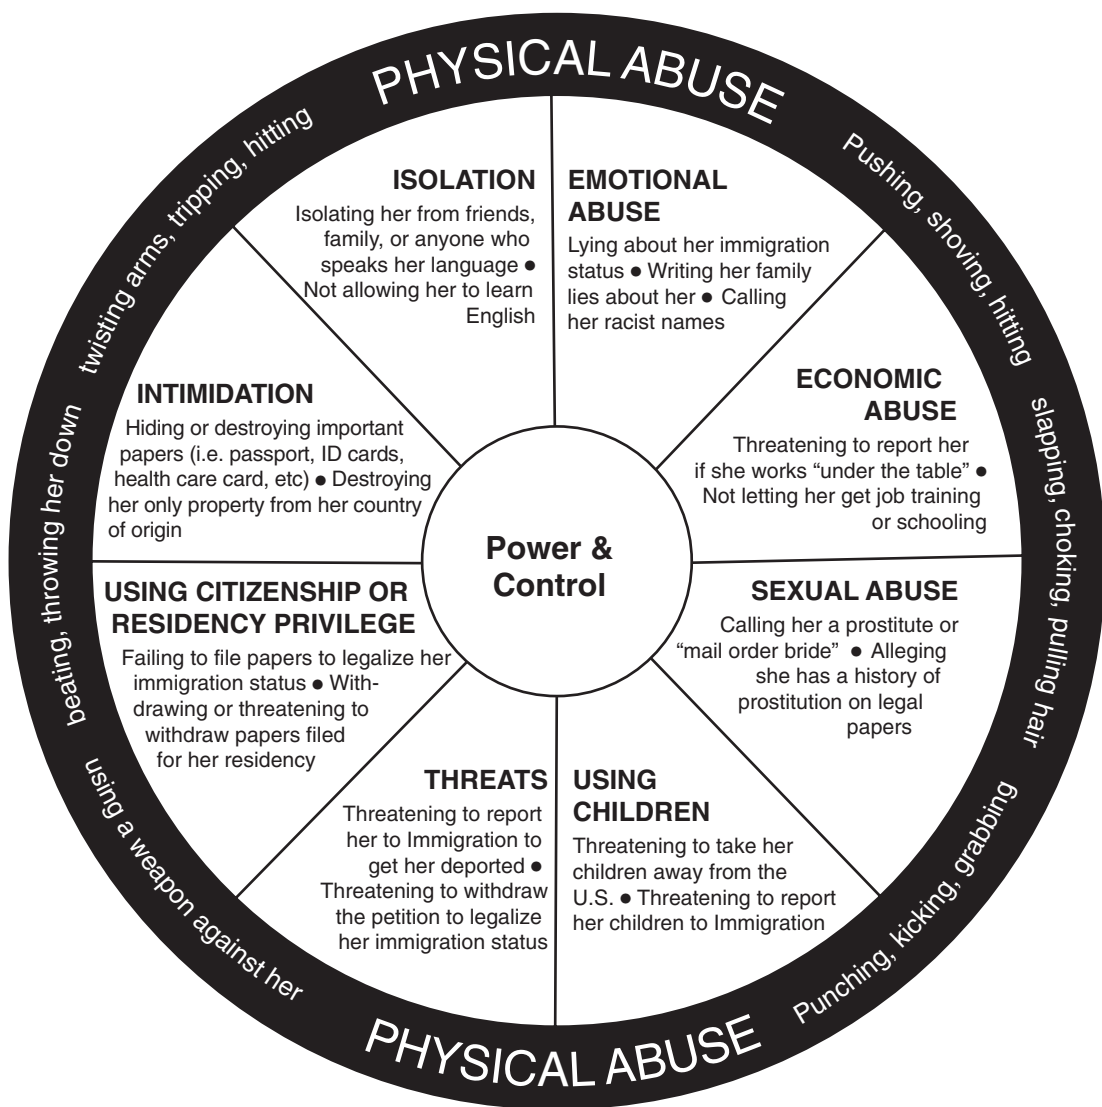 PHYSICAL ABUSE
Pushing, shoving, hitting
slapping, choking, pulling hair
Punching, kicking, grabbing
PHYSICAL ABUSE
using a weapon against her
beating, throwing her down
twisting arms, tripping, hitting
ISOLATION
Isolating her from friends,
family, or anyone who
speaks her language ●
Not allowing her to learn
English
EMOTIONAL
ABUSE
Lying about her immigration
status ● Writing her family
lies about her ● Calling
her racist names
ECONOMIC
ABUSE
Threatening to report her
if she works “under the table” ●
Not letting her get job training
or schooling
SEXUAL ABUSE
Calling her a prostitute or
“mail order bride” ● Alleging
she has a history of
prostitution on legal
papers
USING
CHILDREN
Threatening to take her
children away from the
U.S. ● Threatening to report
her children to Immigration
THREATS
Threatening to report
her to Immigration to
get her deported ●
Threatening to withdraw
the petition to legalize
her immigration status
USING CITIZENSHIP OR
RESIDENCY PRIVILEGE
Failing to file papers to legalize her
immigration status ● With-
drawing or threatening to
withdraw papers filed
for her residency
INTIMIDATION
Hiding or destroying important
papers (i.e. passport, ID cards,
health care card, etc) ● Destroying
her only property from her country
of origin
Power &
Control